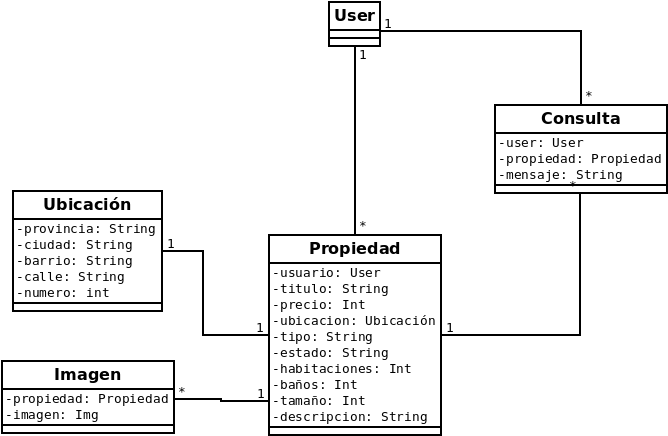 User
1
1
*
Consulta
-user: User
-propiedad: Propiedad
-mensaje: String
*
Ubicación
-provincia: String
-ciudad: String
-barrio: String
-calle: String
-numero: int
1
*
Propiedad
-usuario: User
-titulo: String
-precio: Int
-ubicacion: Ubicación
-tipo: String
-estado: String
-habitaciones: Int
-baños: Int
-tamaño: Int
-descripcion: String
1
1
1
Imagen
-propiedad: Propiedad
-imagen: Img
*